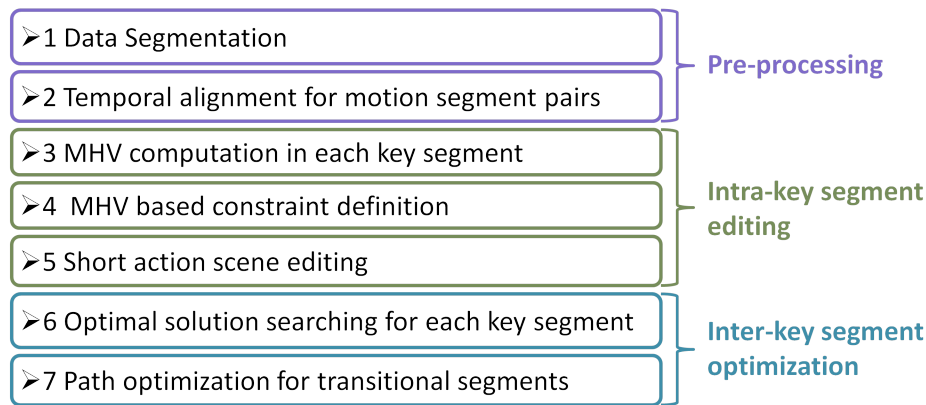 ➢1 Data Segmentation
➢2 Temporal alignment for motion segment pairs
Pre-processing
➢3 MHV computation in each key segment
➢4 MHV based constraint definition
➢5 Short action scene editing
Intra-key segment
editing
➢6 Optimal solution searching for each key segment
➢7 Path optimization for transitional segments
Inter-key segment
optimization